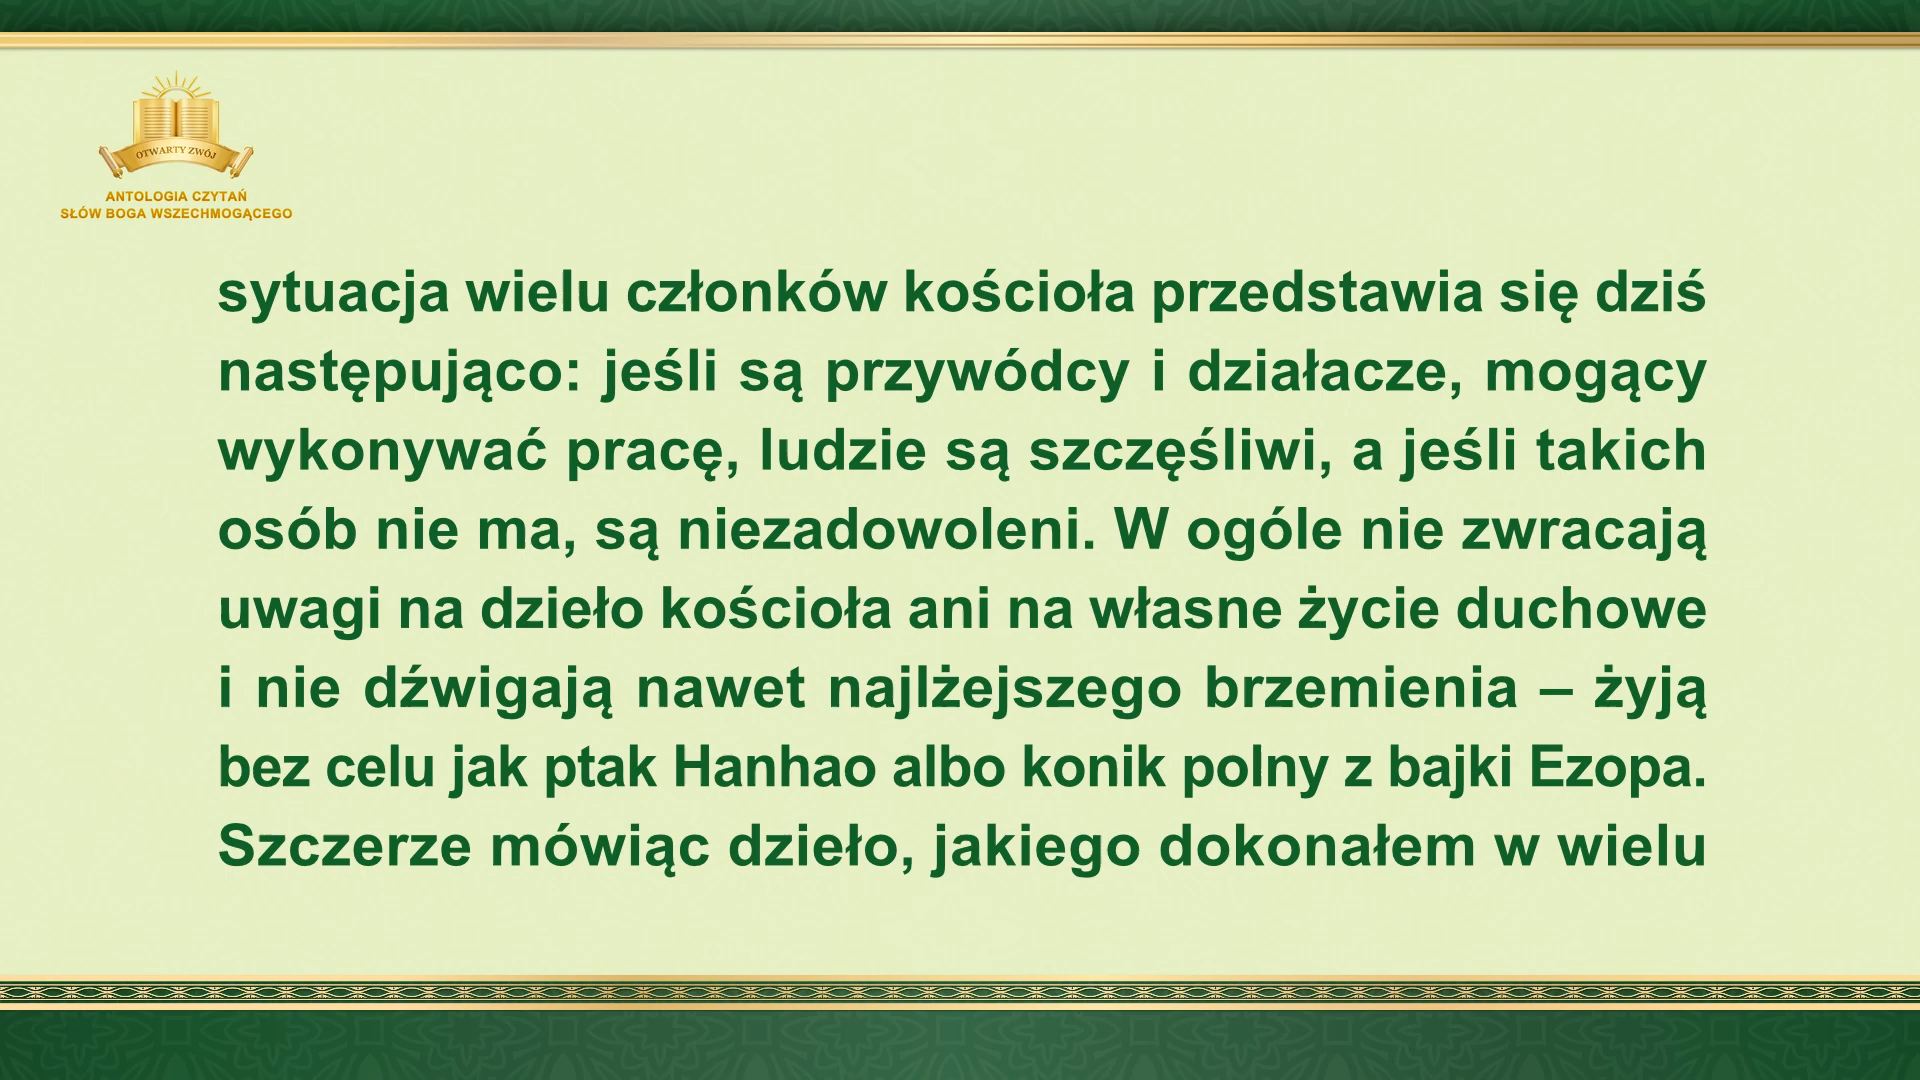 OTWARTY ZWÓJ
ANTOLOGIA CZYTAŃ
SŁÓW BOGA WSZECHMOGĄCEGO
sytuacja wielu członków kościoła przedstawia się dziś
następująco: jeśli są przywódcy i działacze, mogący
wykonywać pracę, ludzie są szczęśliwi, a jeśli takich
osób nie ma, są niezadowoleni. W ogóle nie zwracają
uwagi na dzieło kościoła ani na własne życie duchowe
i nie dźwigają nawet najlżejszego brzemienia – żyją
bez celu jak ptak Hanhao albo konik polny z bajki Ezopa.
Szczerze mówiąc dzieło, jakiego dokonałem w wielu